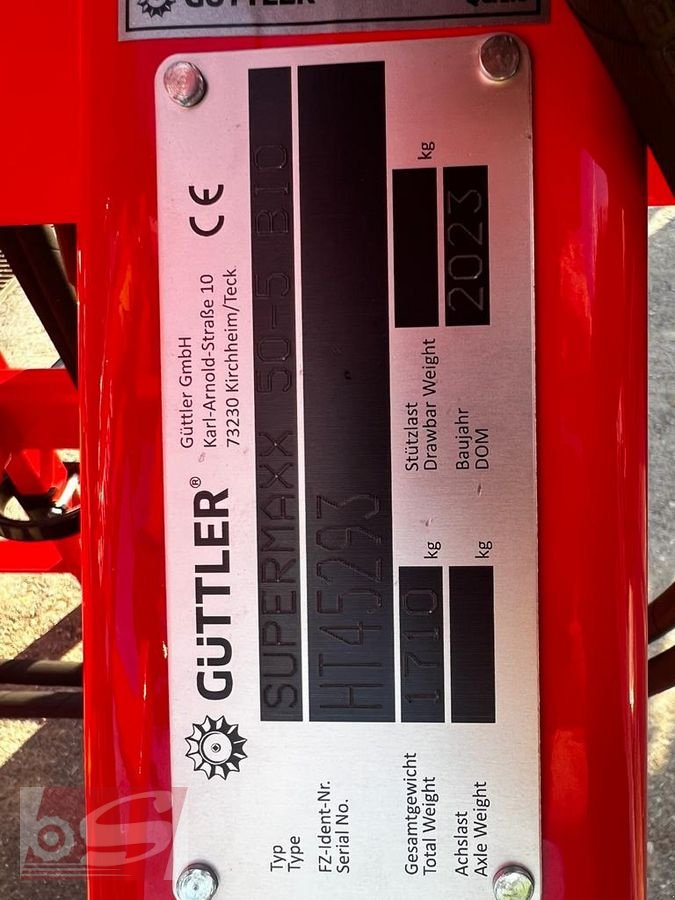 GÜTTLER
GÜTTLER®
Güttler GmbH
Karl-Arnold-Straße 10
73230 Kirchheim/Teck
CE
Typ
Type
SUPERMAXX 50-5 BIO
FZ-Ident-Nr.
Serial No.
HT45293
Gesamtgewicht
Total Weight
1710
kg
Stützlast
Drawbar Weight
kg
Achslast
Axle Weight
kg
Baujahr
DOM
2023
bs